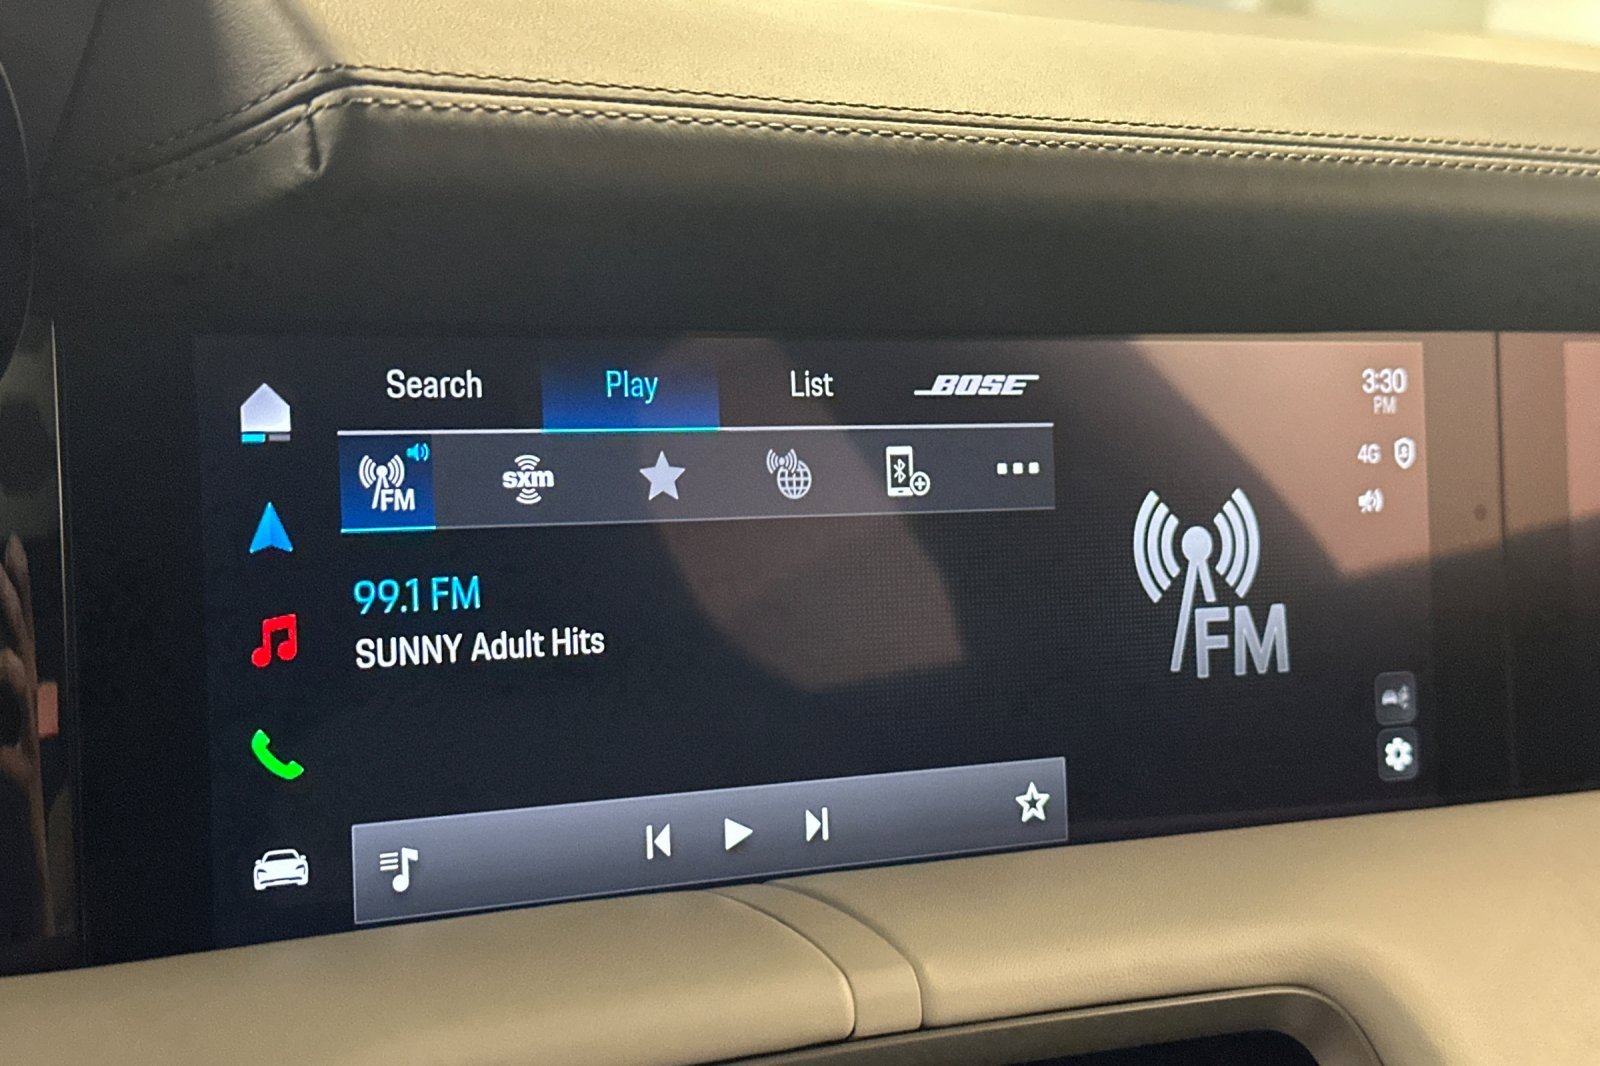 Search
Play
List
BOSE
3:30
PM
FM
sxm
4G
99.1 FM
SUNNY Adult Hits
FM